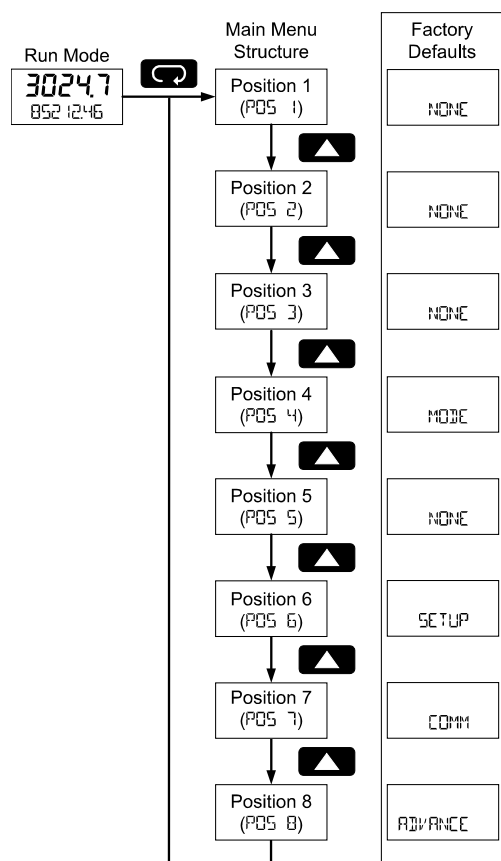 Run Mode
3024.7
85212.46
Main Menu
Structure
Factory
Defaults
Position 1
(POS 1)
NONE
Position 2
(POS 2)
NONE
Position 3
(POS 3)
NONE
Position 4
(POS 4)
MODE
Position 5
(POS 5)
NONE
Position 6
(POS 6)
SETUP
Position 7
(POS 7)
COMM
Position 8
(POS 8)
ADVANCE